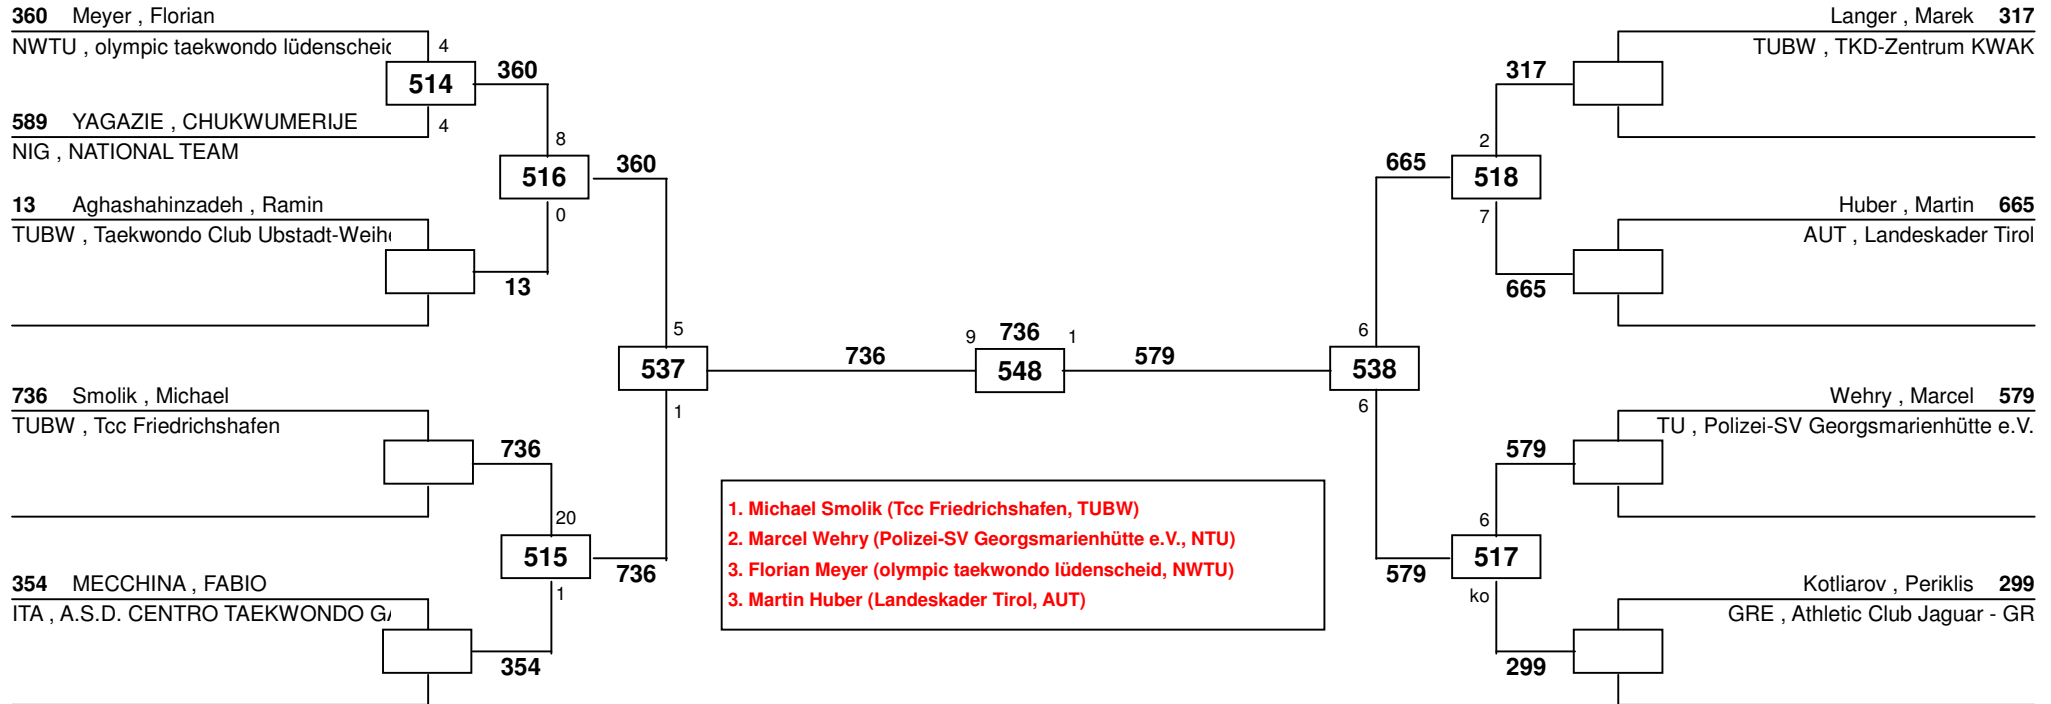 360 Meyer , Florian
NWTU , olympic taekwondo lüdenscheid
4
514
360
589 YAGAZIE , CHUKWUMERIJE
4
NIG , NATIONAL TEAM
8
516
360
13 Aghashahinzadeh , Ramin
0
TUBW , Taekwondo Club Ubstadt-Weihe
13
5
537
736
1
736 Smolik , Michael
TUBW , Tcc Friedrichshafen
736
20
515
736
1
354 MECCHINA , FABIO
ITA , A.S.D. CENTRO TAEKWONDO GA
354
9 736 1
548
579
1. Michael Smolik (Tcc Friedrichshafen, TUBW)
2. Marcel Wehry (Polizei-SV Georgsmarienhütte e.V., NTU)
3. Florian Meyer (olympic taekwondo lüdenscheid, NWTU)
3. Martin Huber (Landeskader Tirol, AUT)
Langer , Marek 317
TUBW , TKD-Zentrum KWAK
317
2
665
518
7
Huber , Martin 665
AUT , Landeskader Tirol
665
6
538
6
Wehry , Marcel 579
TU , Polizei-SV Georgsmarienhütte e.V.
579
6
517
579
ko
Kotliarov , Periklis 299
GRE , Athletic Club Jaguar - GR
299